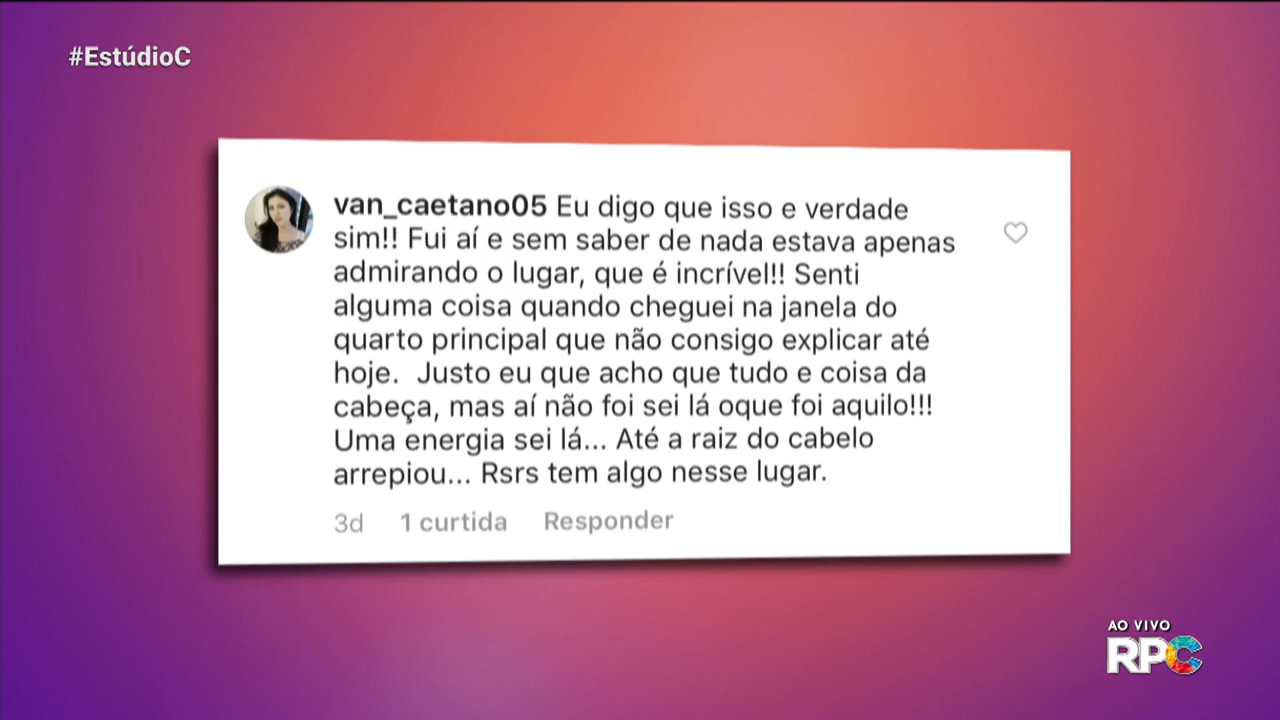 #EstúdioC
van_caetano05 Eu digo que isso e verdade
sim!! Fui aí e sem saber de nada estava apenas
admirando o lugar, que é incrível!! Senti
alguma coisa quando cheguei na janela do
quarto principal que não consigo explicar até
hoje.  Justo eu que acho que tudo e coisa da
cabeça, mas aí não foi sei lá oque foi aquilo!!!
Uma energia sei lá... Até a raiz do cabelo
arrepiou... Rsrs tem algo nesse lugar.
3d 1 curtida Responder
AO VIVO
RPC